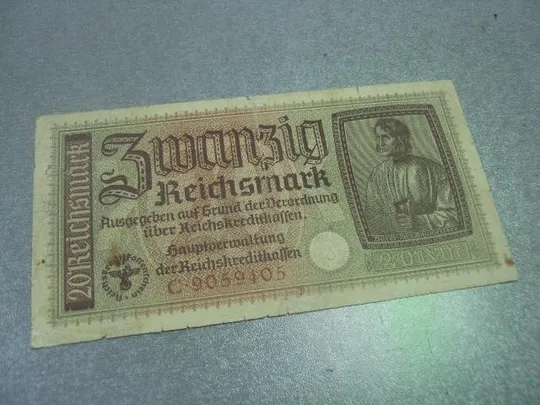 20 Reichsmark
Zwanzig
Reichsmark
Ausgegeben auf Grund der Verordnung
über Reichskreditkassen.
Hauptverwaltung
der Reichskreditkassen
C·9059405